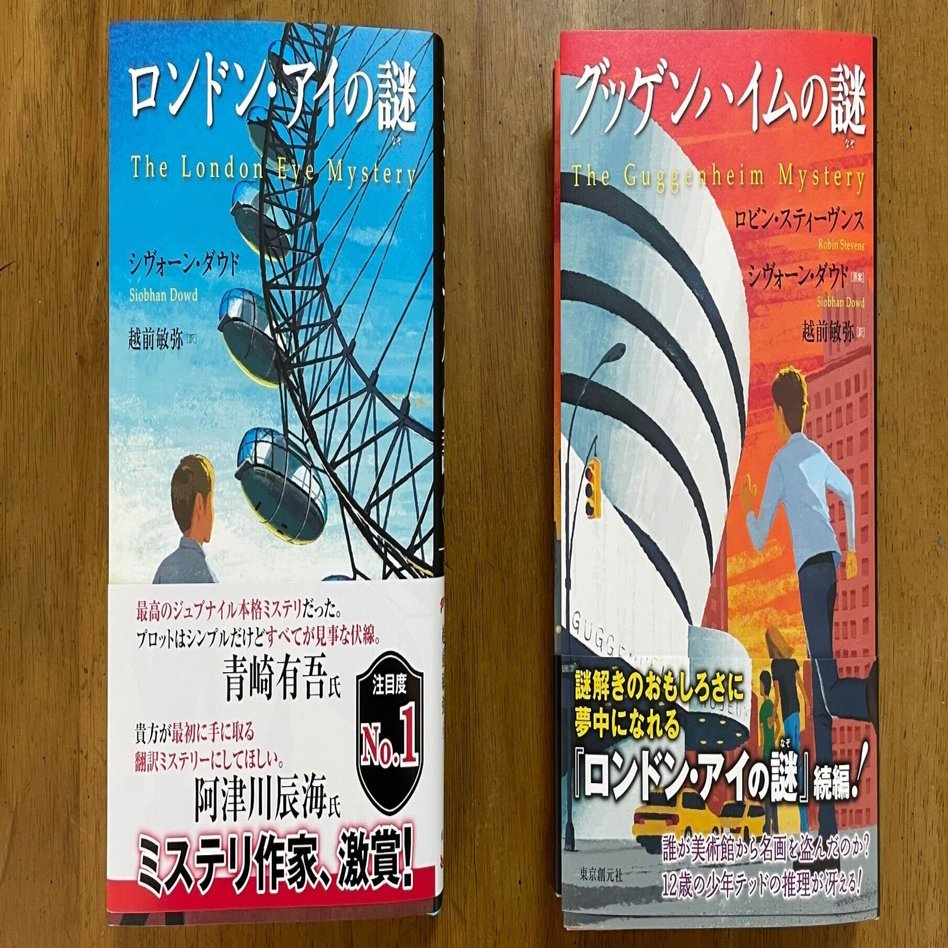 ロンドン・アイの謎
なぞ
The London Eye Mystery
シヴォーン・ダウド
Siobhan Dowd
越前敏弥[訳]
最高のジュブナイル本格ミステリだった。
プロットはシンプルだけどすべてが見事な伏線。
青崎有吾氏
貴方が最初に手に取る
翻訳ミステリーにしてほしい。
阿津川辰海氏
注目度
No.1
ミステリ作家、激賞!
グッゲンハイムの謎
なぞ
The Guggenheim Mystery
ロビン・スティーヴンス
Robin Stevens
シヴォーン・ダウド[原案]
Siobhan Dowd
越前敏弥[訳]
GUGGENHEIM
謎解きのおもしろさに
夢中になれる
なぞ
『ロンドン・アイの謎』続編!
誰が美術館から名画を盗んだのか?
12歳の少年テッドの推理が冴える!
東京創元社